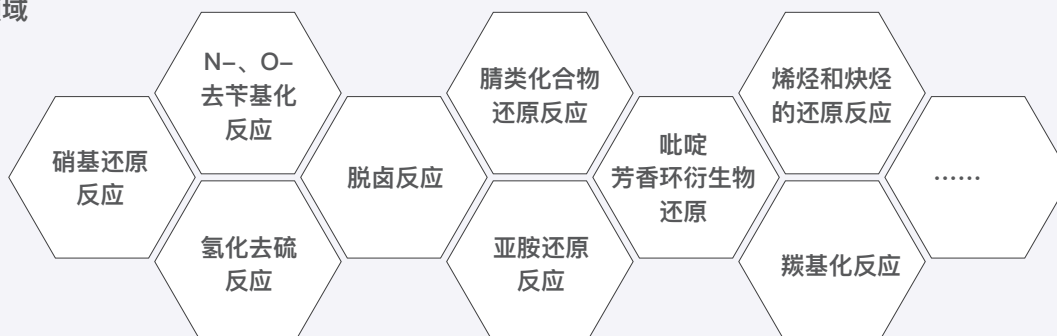 域
N–、O–
去苄基化
反应
腈类化合物
还原反应
烯烃和炔烃
的还原反应
硝基还原
反应
脱卤反应
吡啶
芳香环衍生物
还原
……
氢化去硫
反应
亚胺还原
反应
羰基化反应